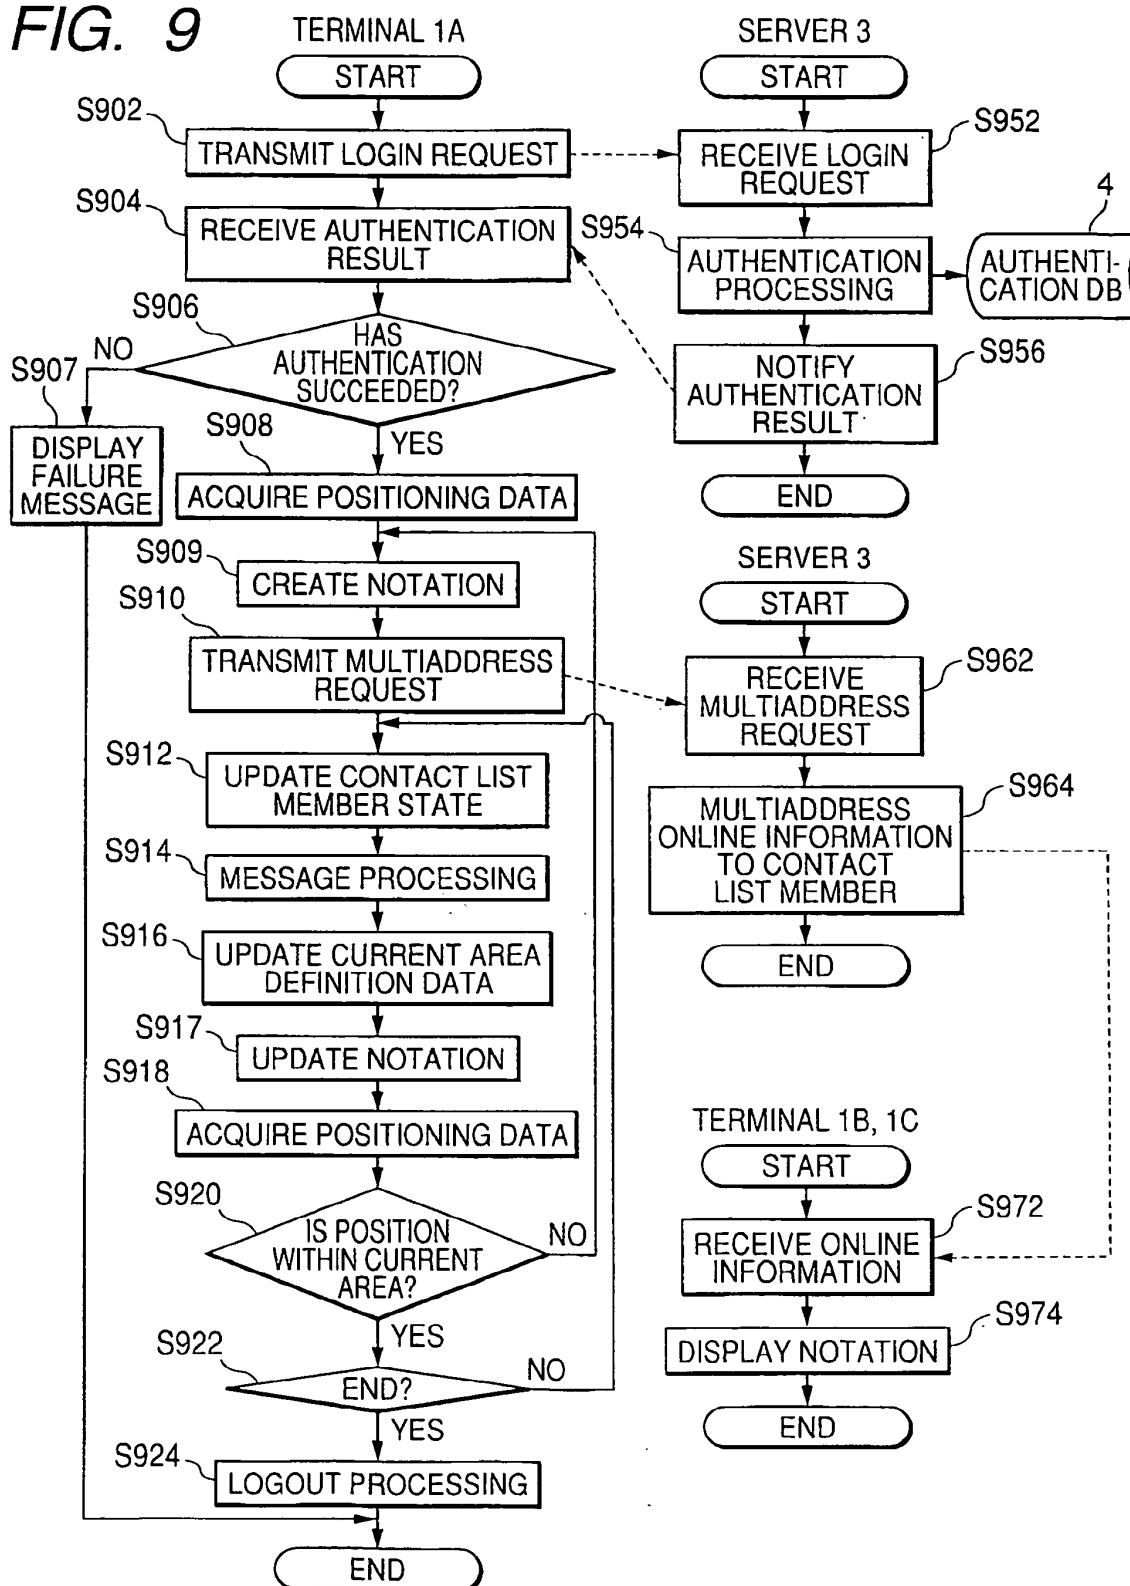 FIG. 9
TERMINAL 1A
START
S902
TRANSMIT LOGIN REQUEST
S904
RECEIVE AUTHENTICATION
RESULT
S906
HAS
AUTHENTICATION
SUCCEEDED?
NO
YES
S907
DISPLAY
FAILURE
MESSAGE
S908
ACQUIRE POSITIONING DATA
S909
CREATE NOTATION
S910
TRANSMIT MULTIADDRESS
REQUEST
S912
UPDATE CONTACT LIST
MEMBER STATE
S914
MESSAGE PROCESSING
S916
UPDATE CURRENT AREA
DEFINITION DATA
S917
UPDATE NOTATION
S918
ACQUIRE POSITIONING DATA
S920
IS POSITION
WITHIN CURRENT
AREA?
NO
YES
S922
END?
NO
YES
S924
LOGOUT PROCESSING
END
SERVER 3
START
S952
RECEIVE LOGIN
REQUEST
S954
AUTHENTICATION
PROCESSING
4
AUTHENTI-
CATION DB
S956
NOTIFY
AUTHENTICATION
RESULT
END
SERVER 3
START
S962
RECEIVE
MULTIADDRESS
REQUEST
S964
MULTIADDRESS
ONLINE INFORMATION
TO CONTACT
LIST MEMBER
END
TERMINAL 1B, 1C
START
S972
RECEIVE ONLINE
INFORMATION
S974
DISPLAY NOTATION
END